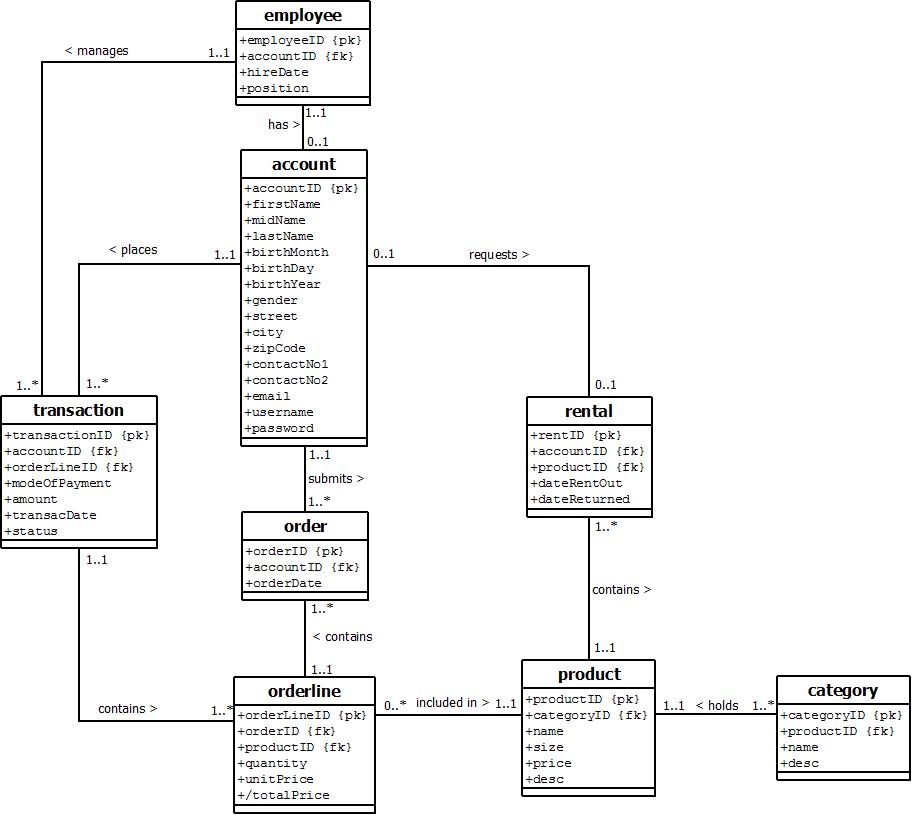 employee
+employeeID {pk}
+accountID {fk}
+hireDate
+position
< manages
1..1
1..1
has >
0..1
account
+accountID {pk}
+firstName
+midName
+lastName
+birthMonth
+birthDay
+birthYear
+gender
+street
+city
+zipCode
+contactNo1
+contactNo2
+email
+username
+password
< places
1..1
0..1
requests >
1..*
1..*
0..1
transaction
+transactionID {pk}
+accountID {fk}
+orderLineID {fk}
+modeOfPayment
+amount
+transacDate
+status
1..1
rental
+rentID {pk}
+accountID {fk}
+productID {fk}
+dateRentOut
+dateReturned
1..*
1..1
submits >
1..*
order
+orderID {pk}
+accountID {fk}
+orderDate
1..*
< contains
1..1
contains >
1..1
contains >
1..*
orderline
+orderLineID {pk}
+orderID {fk}
+productID {fk}
+quantity
+unitPrice
+/totalPrice
0..*
included in >
1..1
product
+productID {pk}
+categoryID {fk}
+name
+size
+price
+desc
1..1
< holds
1..*
category
+categoryID {pk}
+productID {fk}
+name
+desc